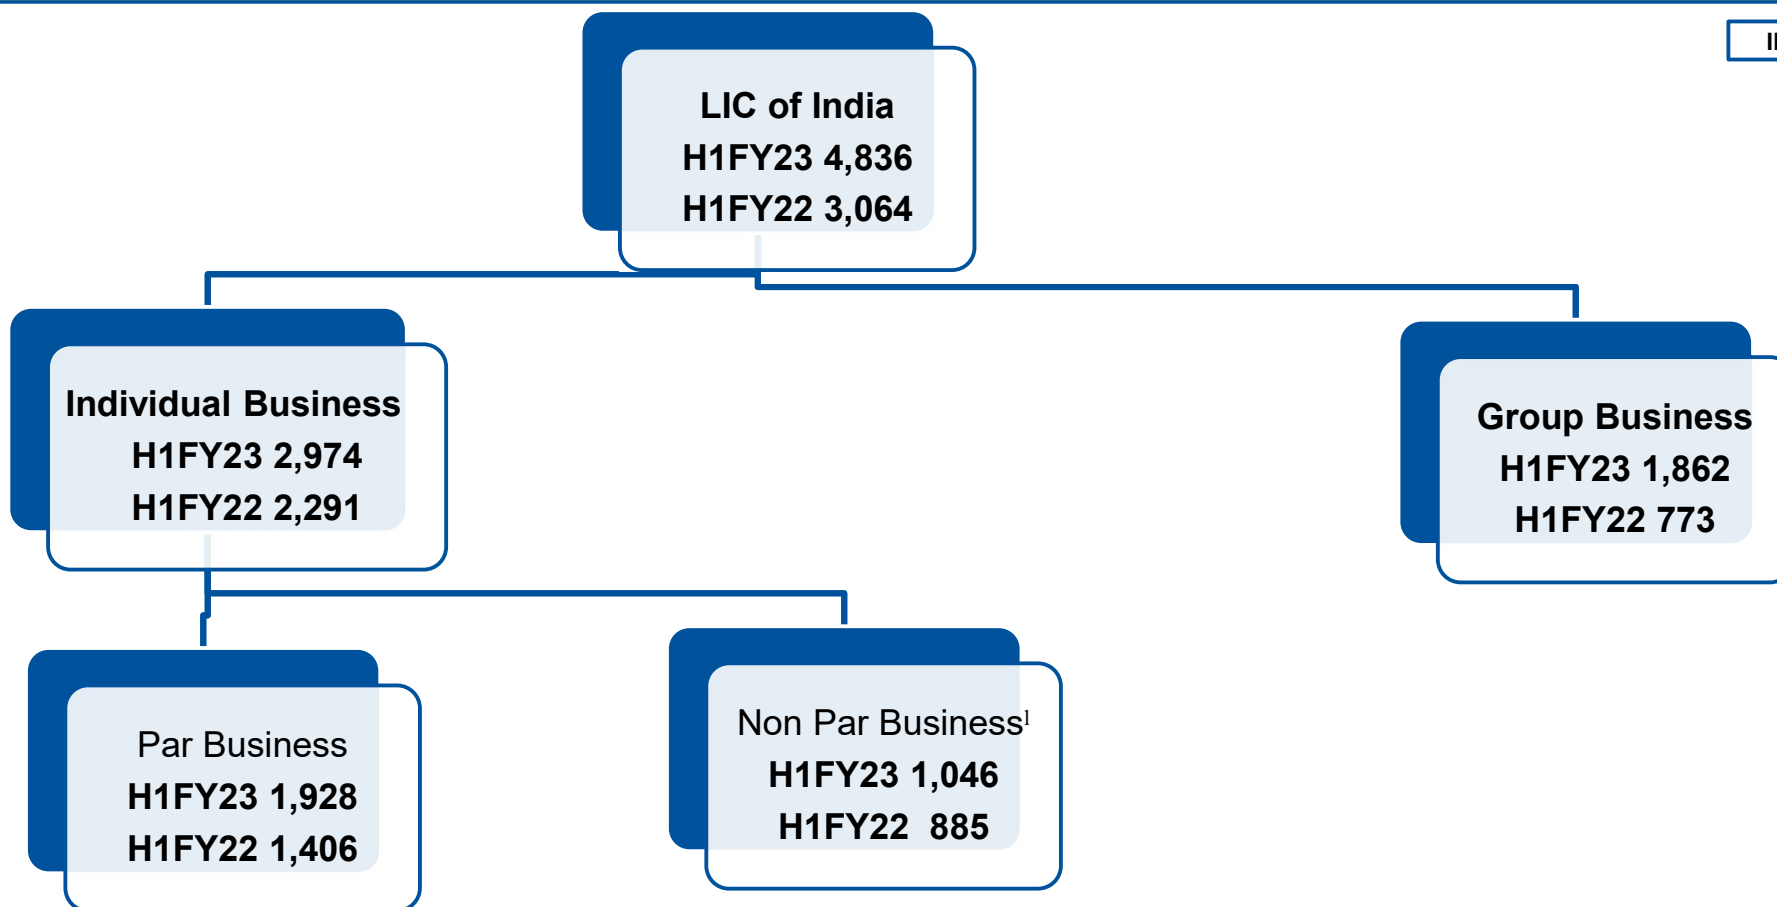 LIC of India
H1FY23 4,836
H1FY22 3,064
Individual Business
H1FY23 2,974
H1FY22 2,291
Group Business
H1FY23 1,862
H1FY22 773
Par Business
H1FY23 1,928
H1FY22 1,406
Non Par Business¹
H1FY23 1,046
H1FY22 885